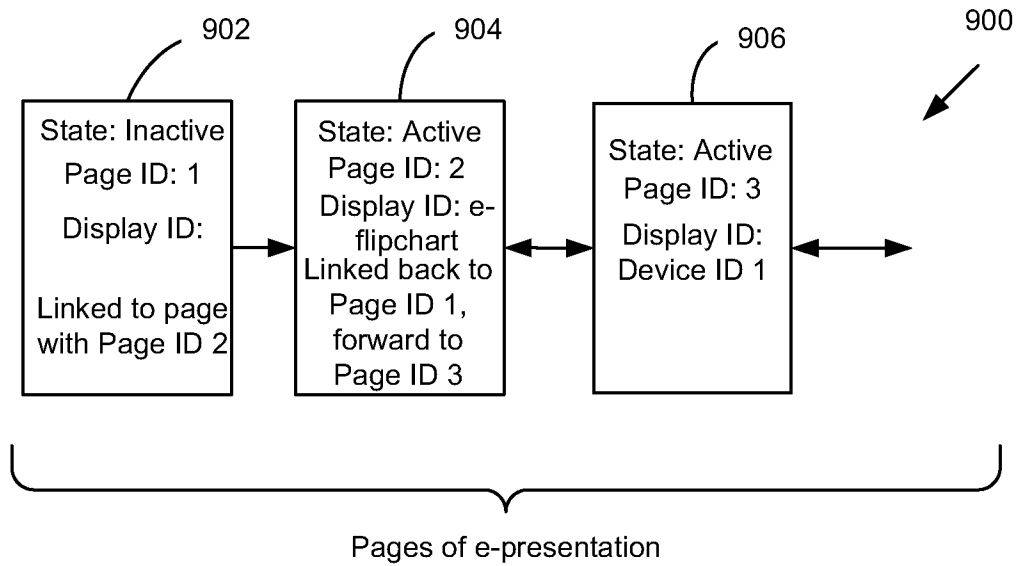 902
904
906
900
State: Inactive
Page ID: 1
Display ID:
Linked to page
with Page ID 2
State: Active
Page ID: 2
Display ID: e-
flipchart
Linked back to
Page ID 1,
forward to
Page ID 3
State: Active
Page ID: 3
Display ID:
Device ID 1
Pages of e-presentation